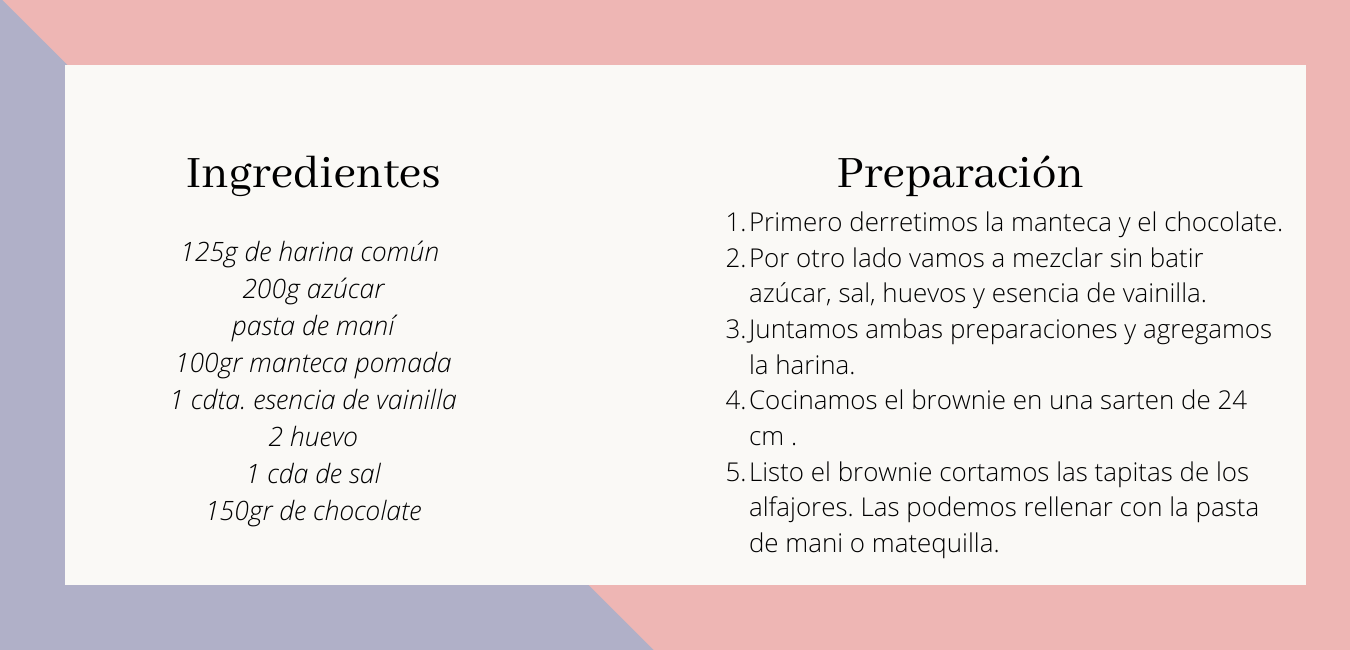 Ingredientes
125g de harina común
200g azúcar
pasta de maní
100gr manteca pomada
1 cdta. esencia de vainilla
2 huevo
1 cda de sal
150gr de chocolate
Preparación
1. Primero derretimos la manteca y el chocolate.
2. Por otro lado vamos a mezclar sin batir
azúcar, sal, huevos y esencia de vainilla.
3. Juntamos ambas preparaciones y agregamos
la harina.
4. Cocinamos el brownie en una sarten de 24
cm .
5. Listo el brownie cortamos las tapitas de los
alfajores. Las podemos rellenar con la pasta
de mani o matequilla.